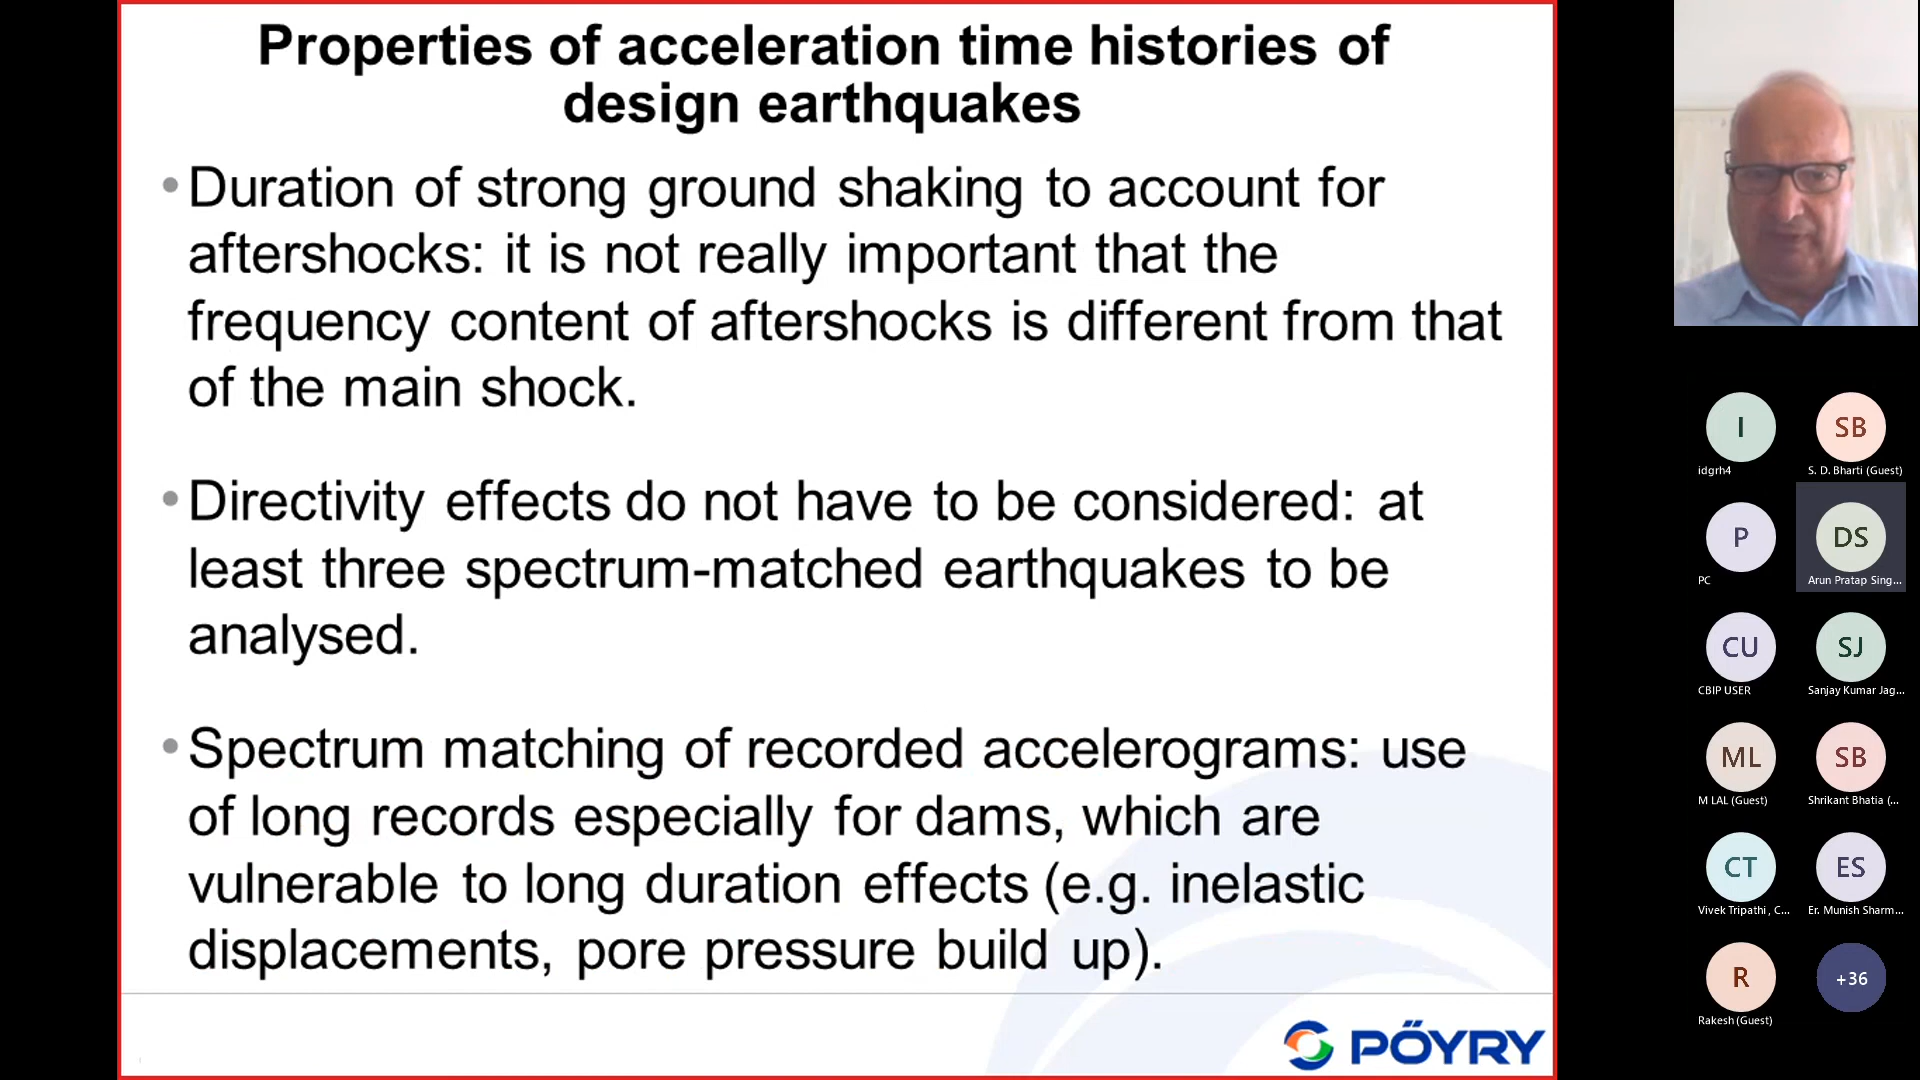 Properties of acceleration time histories of
design earthquakes
•Duration of strong ground shaking to account for
aftershocks: it is not really important that the
frequency content of aftershocks is different from that
of the main shock.
•Directivity effects do not have to be considered: at
least three spectrum-matched earthquakes to be
analysed.
•Spectrum matching of recorded accelerograms: use
of long records especially for dams, which are
vulnerable to long duration effects (e.g. inelastic
displacements, pore pressure build up).
PÖYRY
I
idgrh4
SB
S. D. Bharti (Guest)
P
PC
DS
Arun Pratap Sing...
CU
CBIP USER
SJ
Sanjay Kumar Jag...
ML
M LAL (Guest)
SB
Shrikant Bhatia (...
CT
Vivek Tripathi , C...
ES
Er. Munish Sharm...
R
Rakesh (Guest)
+36